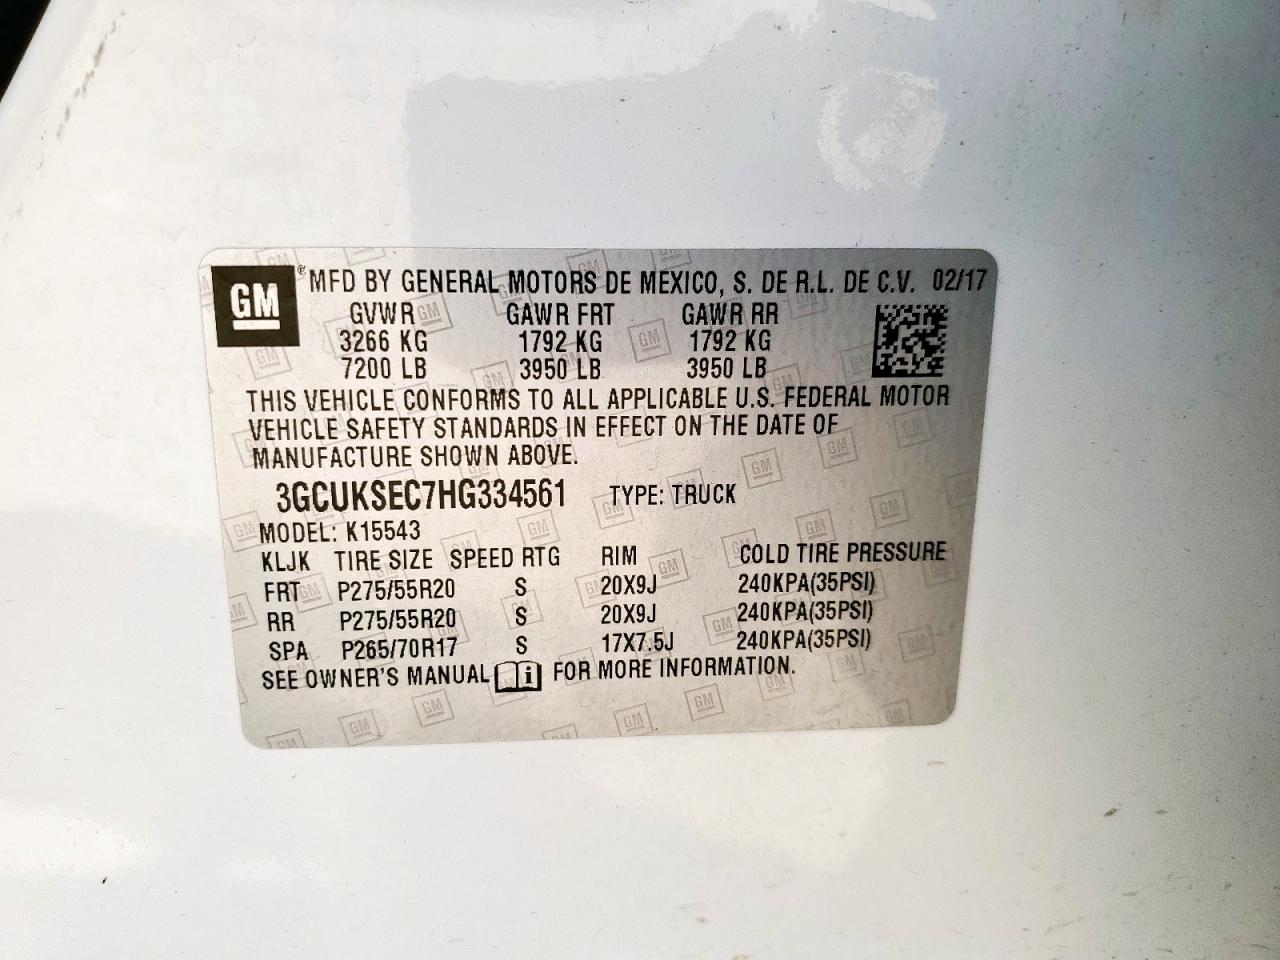 GM ® MFD BY GENERAL MOTORS DE MEXICO, S. DE R.L. DE C.V. 02/17
GVWR GAWR FRT GAWR RR
3266 KG 1792 KG 1792 KG
7200 LB 3950 LB 3950 LB
THIS VEHICLE CONFORMS TO ALL APPLICABLE U.S. FEDERAL MOTOR
VEHICLE SAFETY STANDARDS IN EFFECT ON THE DATE OF
MANUFACTURE SHOWN ABOVE.
3GCUKSEC7HG334561 TYPE: TRUCK
MODEL: K15543
KLJK TIRE SIZE SPEED RTG RIM COLD TIRE PRESSURE
FRT P275/55R20 S 20X9J 240KPA(35PSI)
RR P275/55R20 S 20X9J 240KPA(35PSI)
SPA P265/70R17 S 17X7.5J 240KPA(35PSI)
SEE OWNER'S MANUAL FOR MORE INFORMATION.